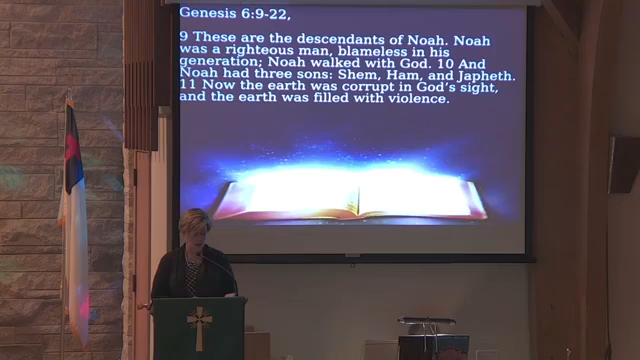 Genesis 6:9-22,
9 These are the descendants of Noah. Noah
was a righteous man, blameless in his
generation; Noah walked with God. 10 And
Noah had three sons: Shem, Ham, and Japheth.
11 Now the earth was corrupt in God's sight,
and the earth was filled with violence.